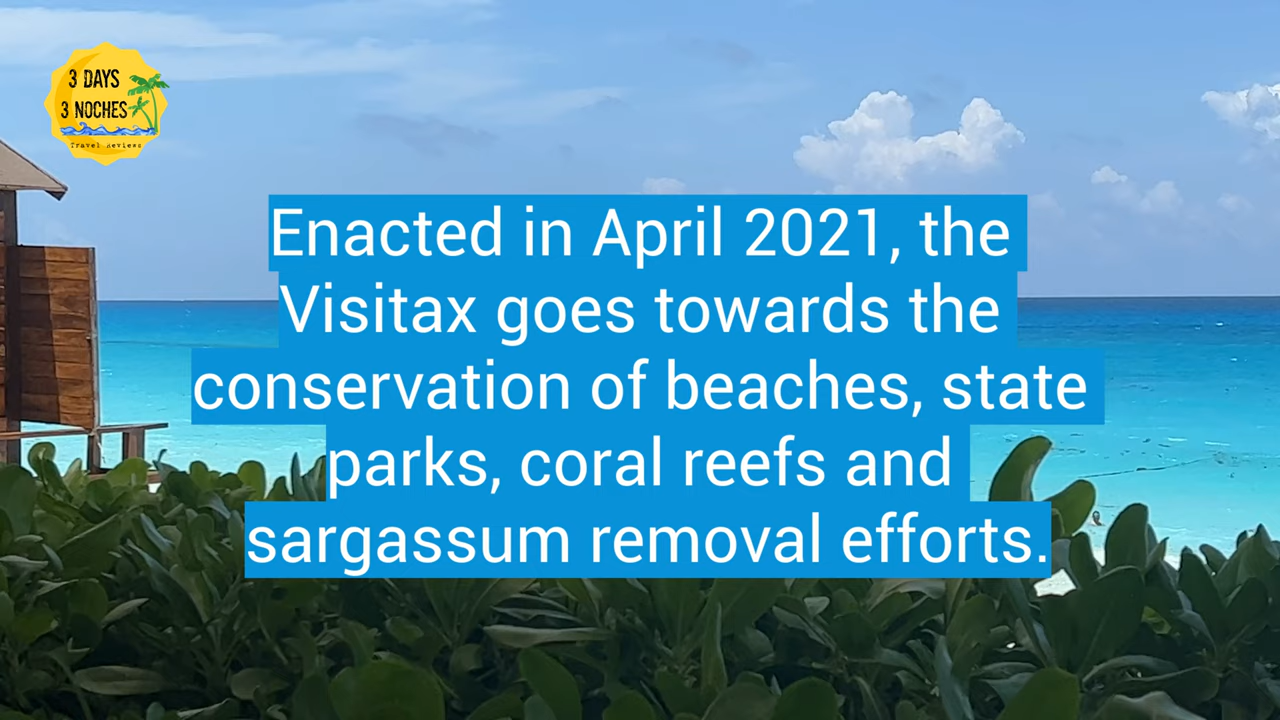 3 DAYS
3 NOCHES
Travel Reviews
Enacted in April 2021, the
Visitax goes towards the
conservation of beaches, state
parks, coral reefs and
sargassum removal efforts.